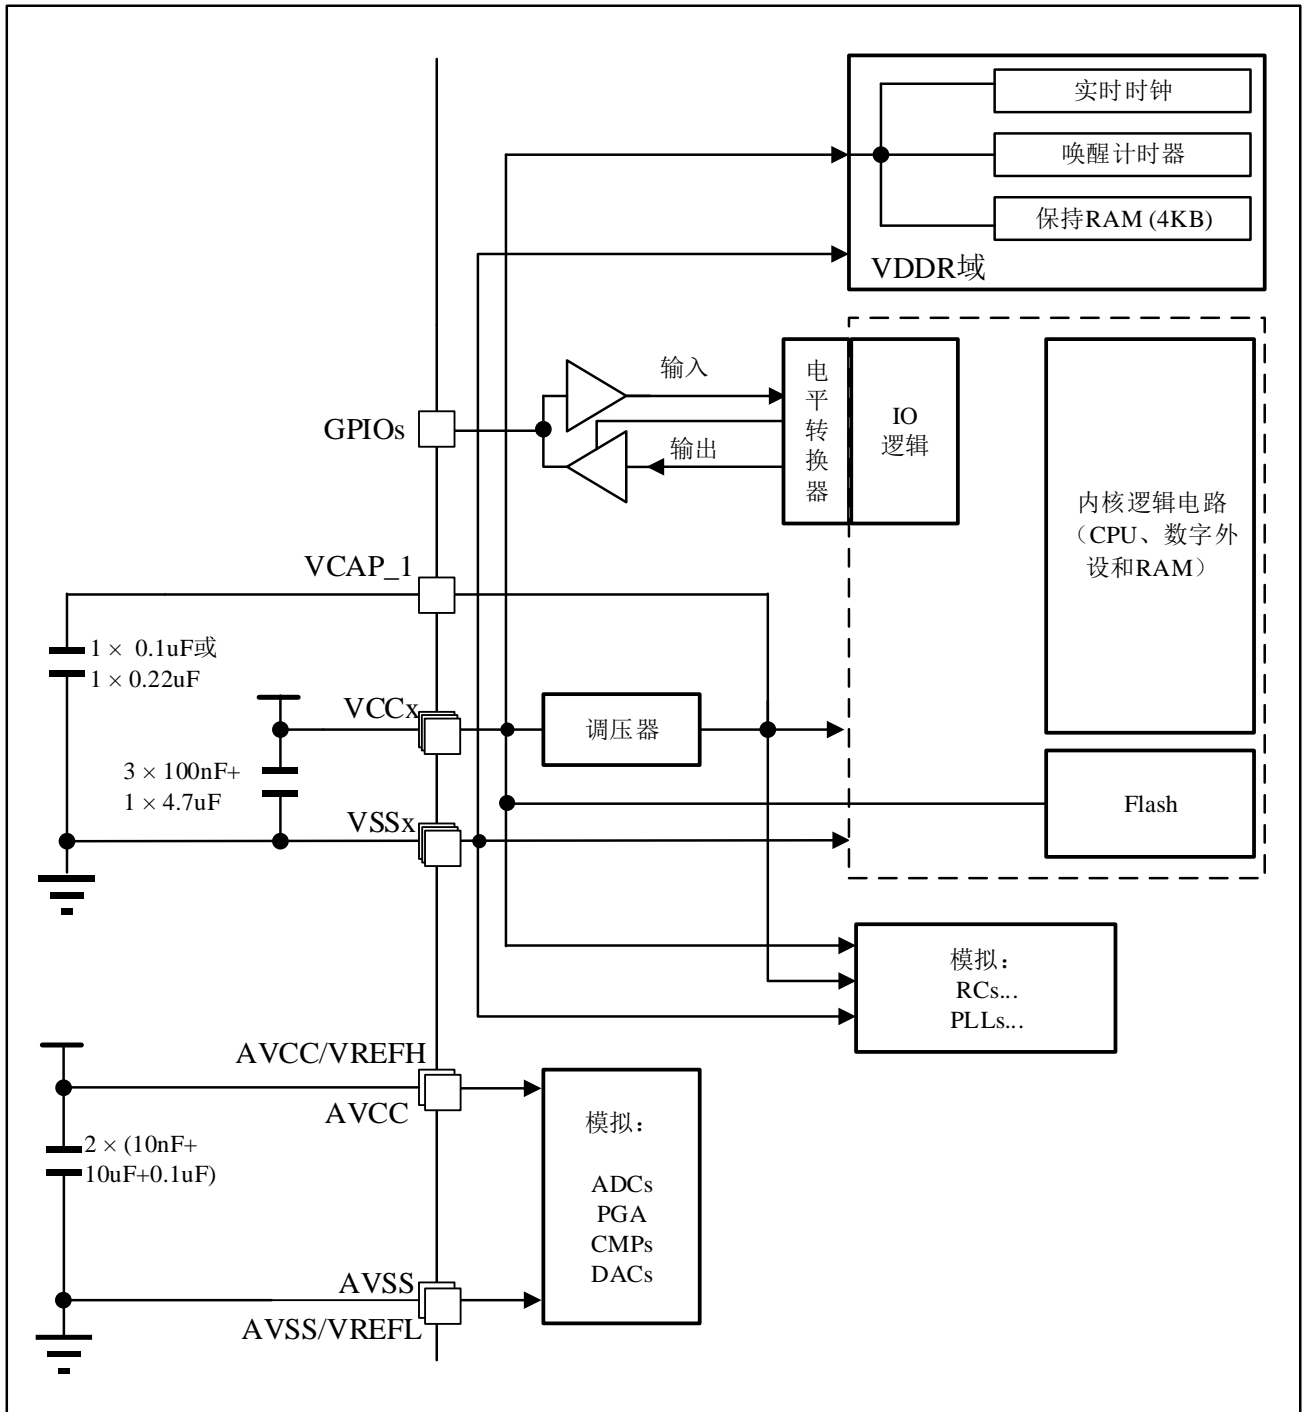 实时时钟
唤醒计时器
保持RAM (4KB)
VDDR域
输入
电平转换器
IO
逻辑
GPIOs
输出
内核逻辑电路
（CPU、数字外
设和RAM）
VCAP_1
1 × 0.1uF或
1 × 0.22uF
VCCx
调压器
3 × 100nF+
1 × 4.7uF
VSSx
Flash
模拟：
RCs...
PLLs...
AVCC/VREFH
AVCC
2 × (10nF+
10uF+0.1uF)
模拟：
ADCs
PGA
CMPs
DACs
AVSS
AVSS/VREFL